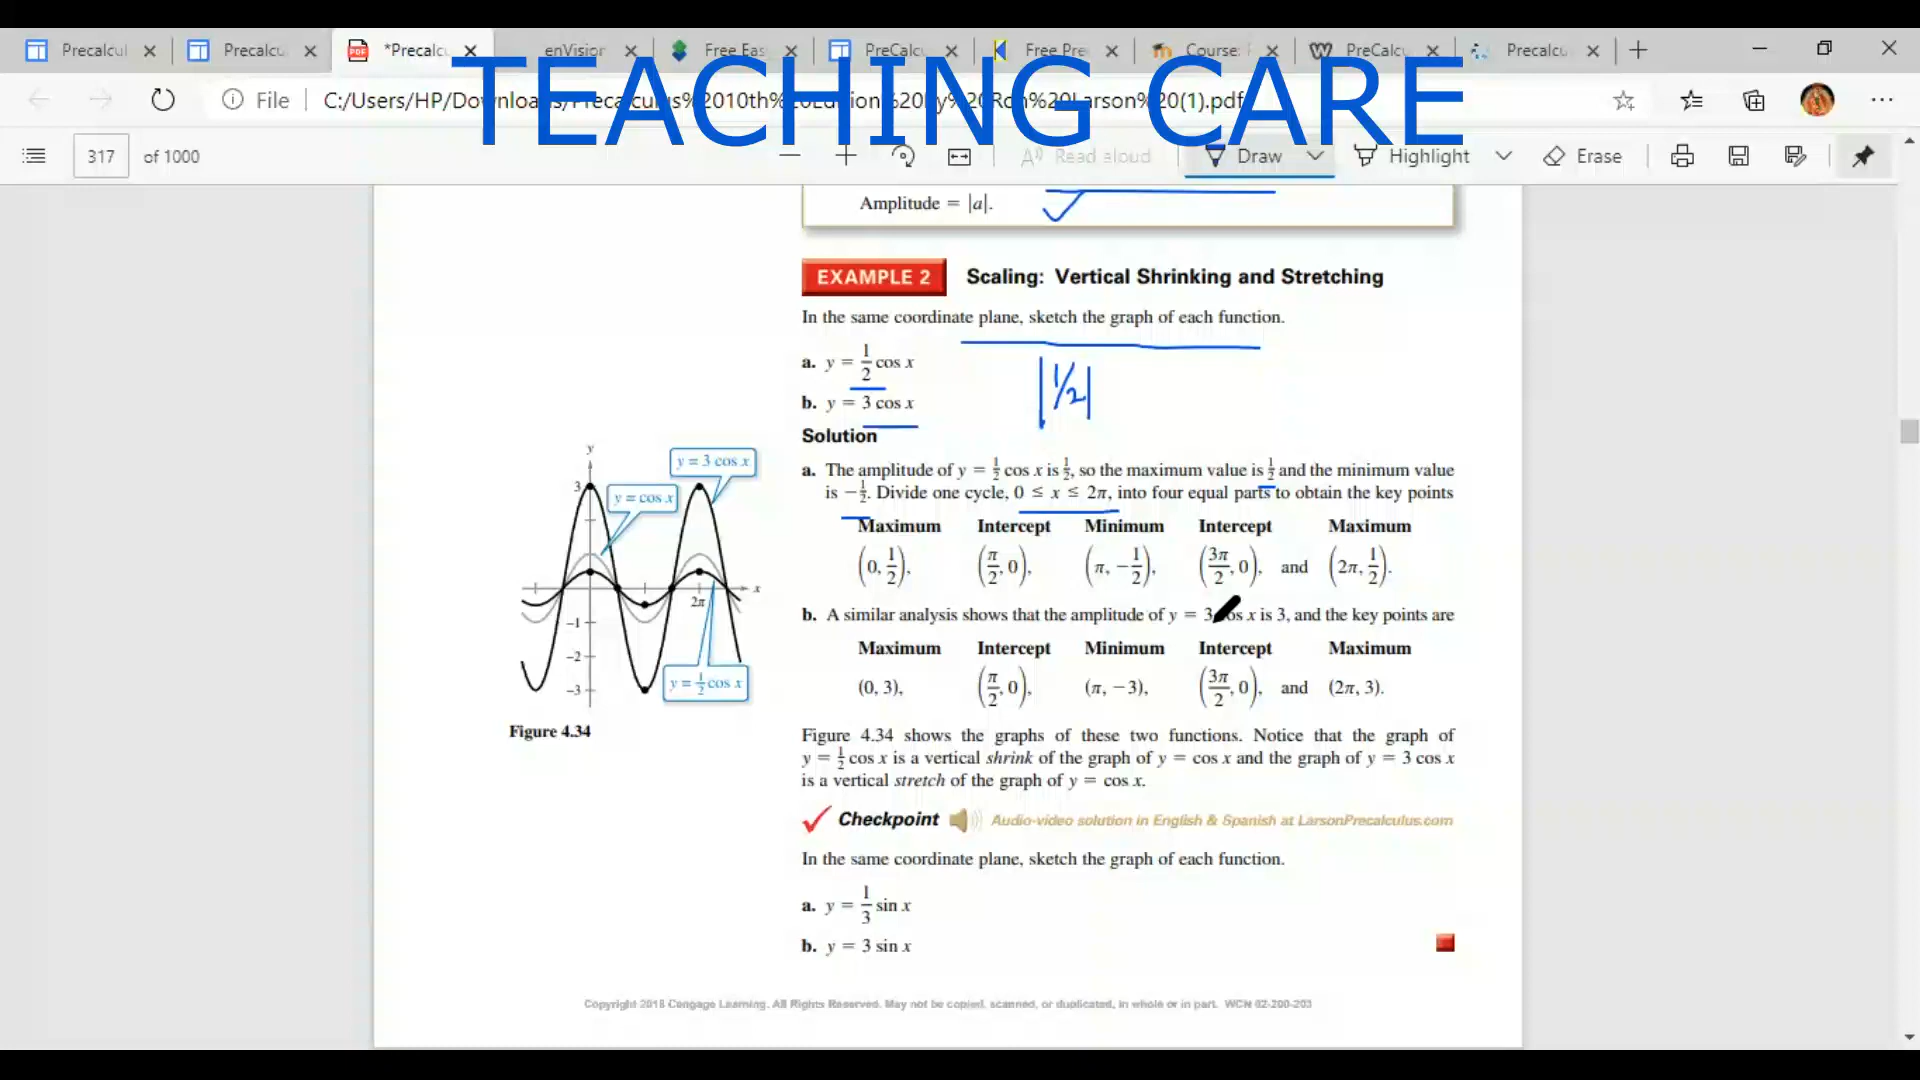 Precalcul
Precalcu
*Precalcu
enVision
Free Eas
PreCalcu
Free Pre
Course:
PreCalcu
Precalcu
TEACHING CARE
File
C:/Users/HP/Downloads/Precalculus%2010th%20Edition%20by%20Ron%20Larson%20(1).pdf
317 of 1000
Read aloud
Draw
Highlight
Erase
Amplitude = |a|.
EXAMPLE 2 Scaling: Vertical Shrinking and Stretching
In the same coordinate plane, sketch the graph of each function.
a. y = 1/2 cos x
|1/2|
b. y = 3 cos x
Solution
a. The amplitude of y = 1/2 cos x is 1/2, so the maximum value is 1/2 and the minimum value
is −1/2. Divide one cycle, 0 ≤ x ≤ 2π, into four equal parts to obtain the key points
Maximum Intercept Minimum Intercept Maximum
(0, 1/2), (π/2, 0), (π, −1/2), (3π/2, 0), and (2π, 1/2).
b. A similar analysis shows that the amplitude of y = 3 cos x is 3, and the key points are
Maximum Intercept Minimum Intercept Maximum
(0, 3), (π/2, 0), (π, −3), (3π/2, 0), and (2π, 3).
y
y = 3 cos x
3
y = cos x
x
2π
−1
−2
y = 1/2 cos x
−3
Figure 4.34
Figure 4.34 shows the graphs of these two functions. Notice that the graph of
y = 1/2 cos x is a vertical shrink of the graph of y = cos x and the graph of y = 3 cos x
is a vertical stretch of the graph of y = cos x.
Checkpoint Audio-video solution in English & Spanish at LarsonPrecalculus.com
In the same coordinate plane, sketch the graph of each function.
a. y = 1/3 sin x
b. y = 3 sin x
Copyright 2018 Cengage Learning. All Rights Reserved. May not be copied, scanned, or duplicated, in whole or in part. WCN 02-200-203